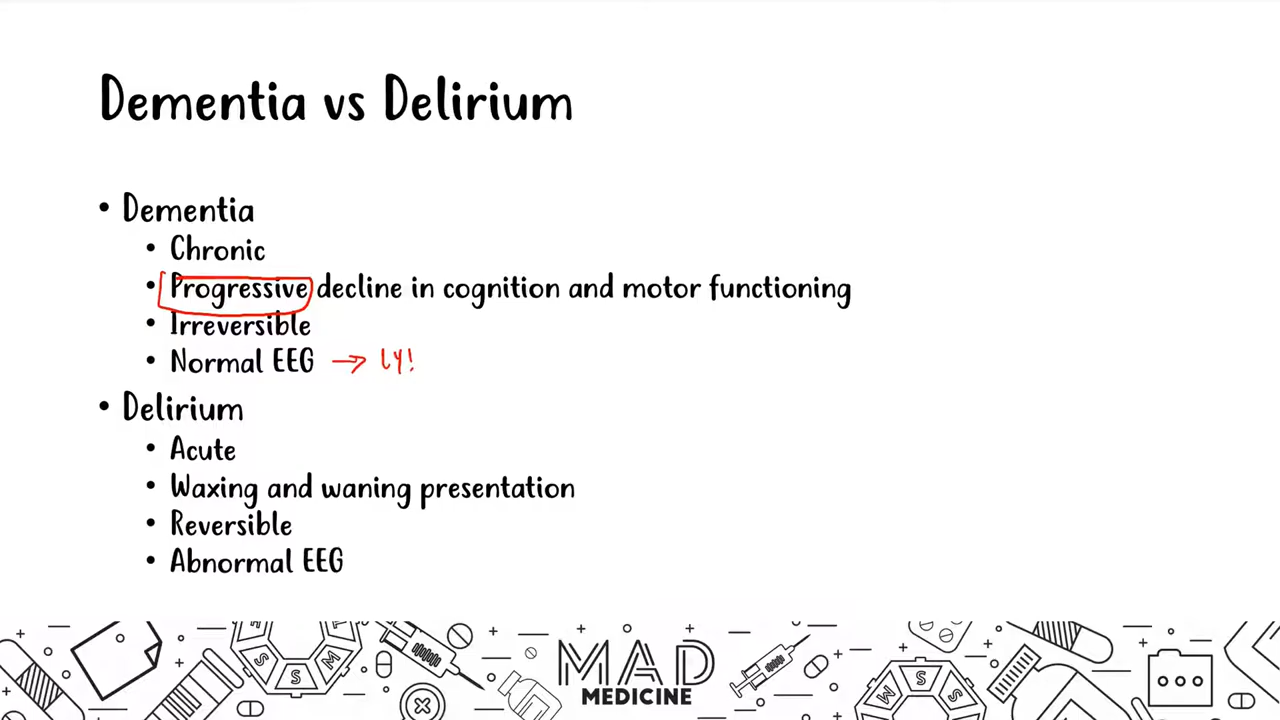 Dementia vs Delirium
• Dementia
• Chronic
• Progressive decline in cognition and motor functioning
• Irreversible
• Normal EEG →
• Delirium
• Acute
• Waxing and waning presentation
• Reversible
• Abnormal EEG
MAD
MEDICINE